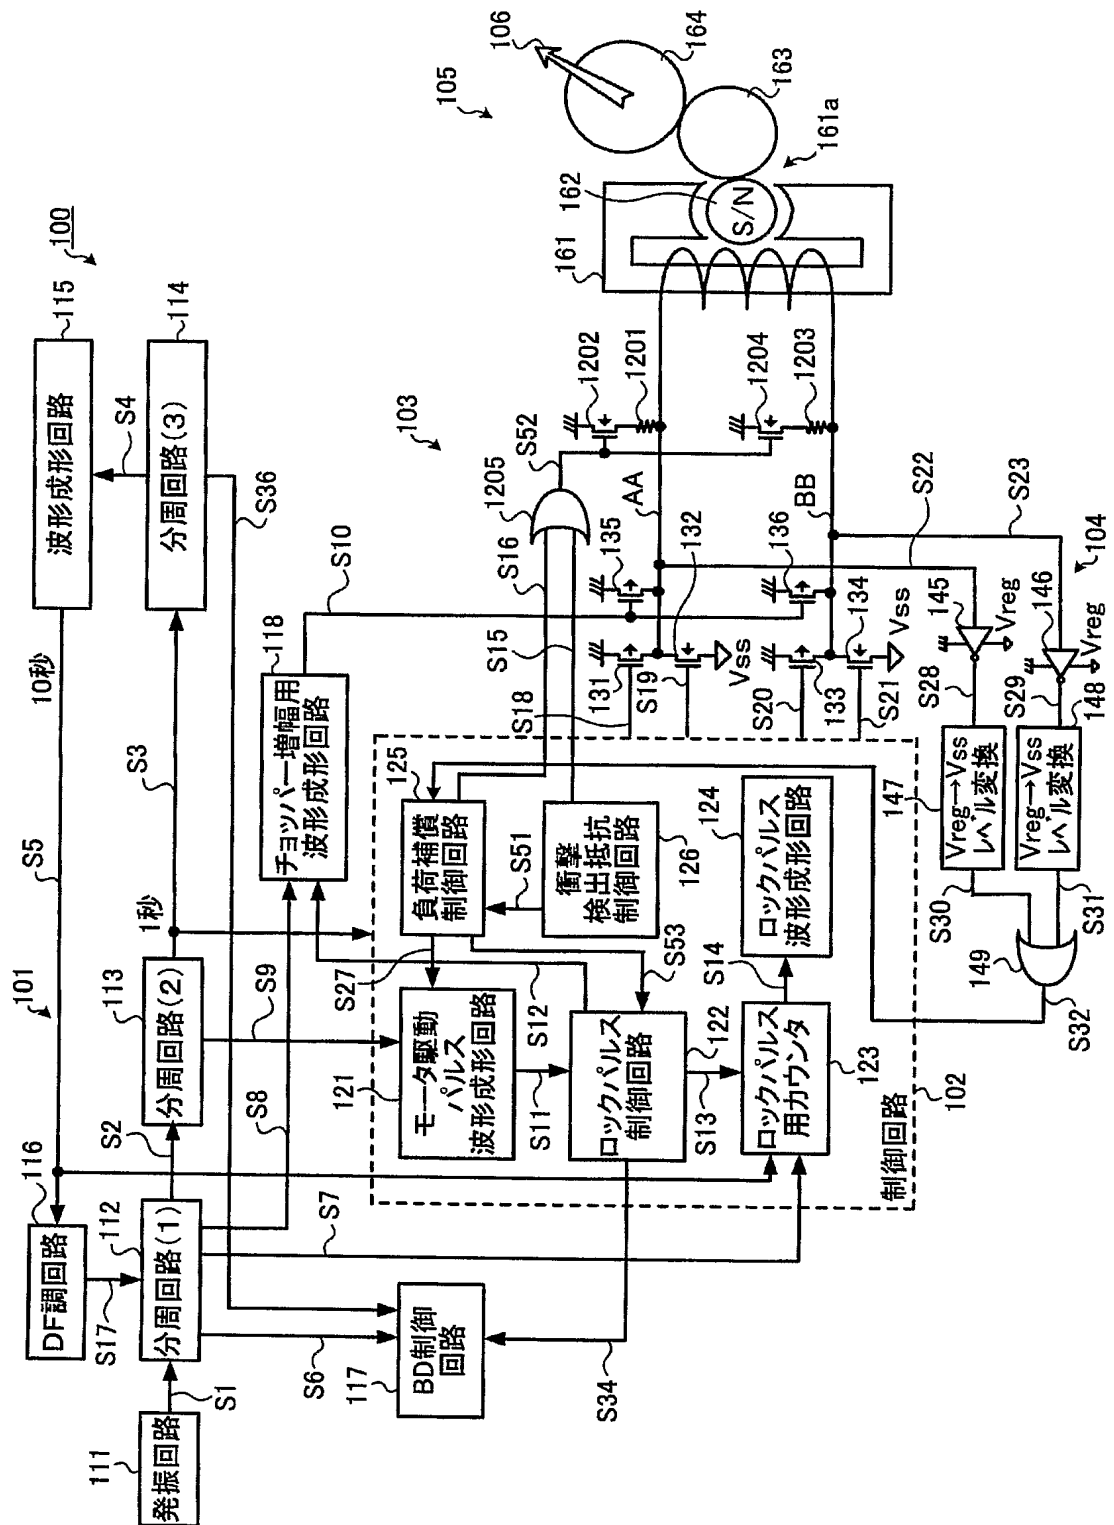 100
101
116
DF調回路
S17
S5
10秒
115
波形成形回路
S4
111
発振回路
S1
112
分周回路(1)
S2
113
分周回路(2)
1秒
S3
114
分周回路(3)
S36
S6
S7
S8
S9
118
チョッパー増幅用
波形成形回路
S10
117
BD制御
回路
S34
制御回路
102
121
モータ駆動
パルス
波形成形回路
S27
125
負荷補償
制御回路
S11
S12
S51
S53
衝撃
検出抵抗
制御回路
126
ロックパルス
制御回路
122
S13
ロックパルス
用カウンタ
123
S14
124
ロックパルス
波形成形回路
103
S15
S16
1205
S52
1202
1201
1204
1203
S18
131
S19
132
Vss
135
AA
S20
133
S21
134
Vss
136
BB
S22
S23
104
145
Vreg
S28
146
Vreg
S29
147
Vreg→Vss
レベル変換
148
Vreg→Vss
レベル変換
S30
S31
149
S32
105
106
161
161a
162
S/N
163
164